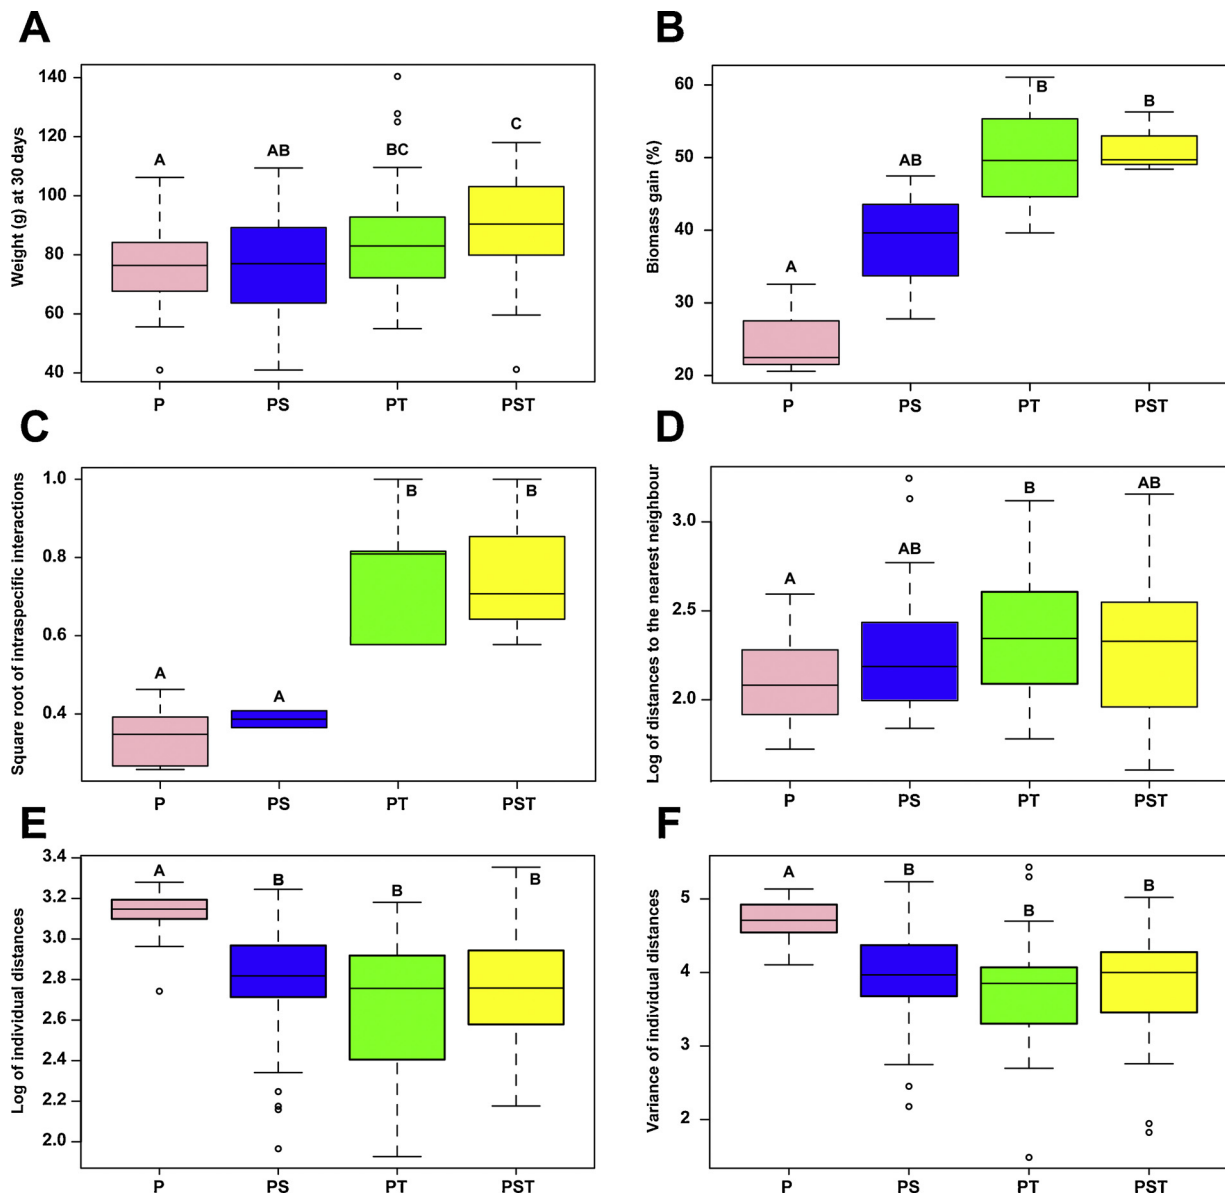 A
Weight (g) at 30 days
140
120
100
80
60
40
A
AB
BC
C
P
PS
PT
PST
B
Biomass gain (%)
60
50
40
30
20
A
AB
B
B
P
PS
PT
PST
C
Square root of intraspecific interactions
1.0
0.8
0.6
0.4
A
A
B
B
P
PS
PT
PST
D
Log of distances to the nearest neighbour
3.0
2.5
2.0
A
AB
B
AB
P
PS
PT
PST
E
Log of individual distances
3.4
3.2
3.0
2.8
2.6
2.4
2.2
2.0
A
B
B
B
P
PS
PT
PST
F
Variance of individual distances
5
4
3
2
A
B
B
B
P
PS
PT
PST